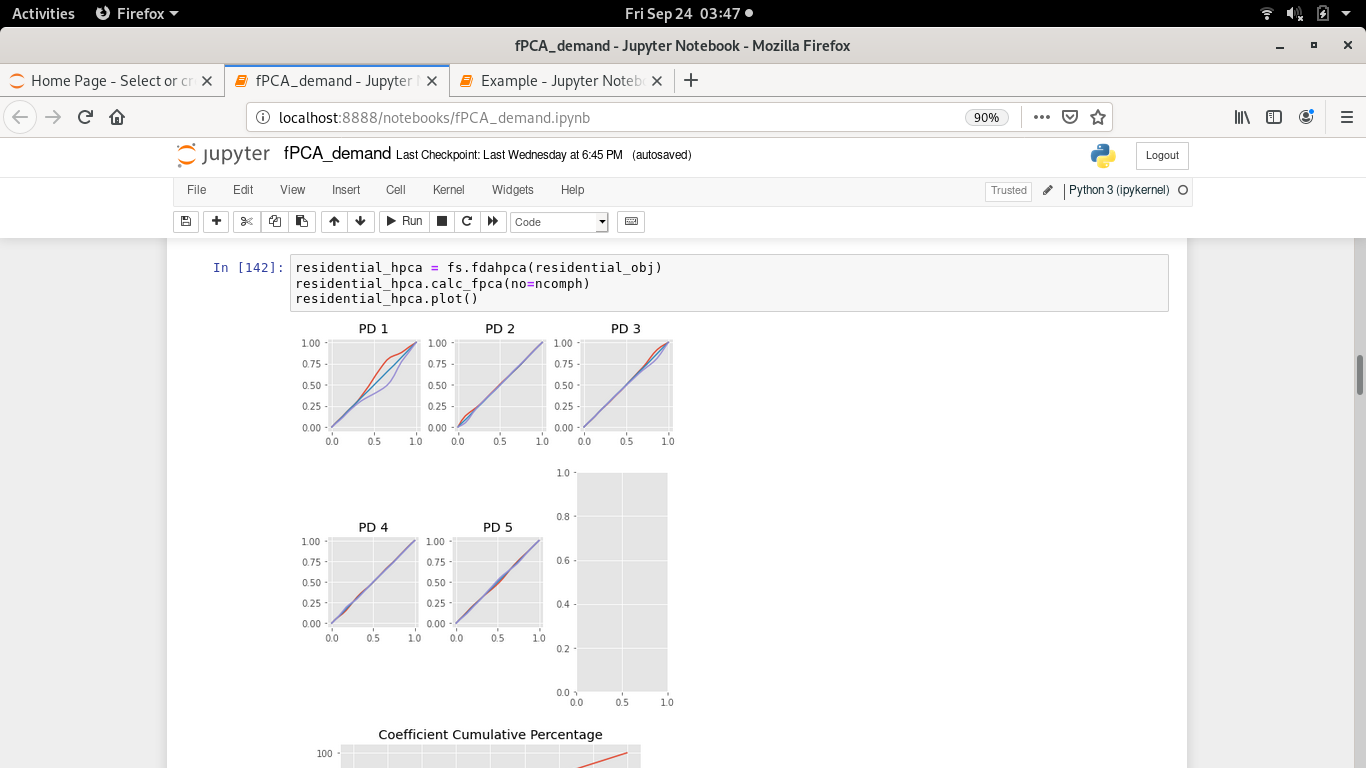 Activities Firefox Fri Sep 24 03:47
fPCA_demand - Jupyter Notebook - Mozilla Firefox
Home Page - Select or cr fPCA_demand - Jupyter Example - Jupyter Noteb
localhost:8888/notebooks/fPCA_demand.ipynb 90%
jupyter fPCA_demand Last Checkpoint: Last Wednesday at 6:45 PM (autosaved) Logout
File Edit View Insert Cell Kernel Widgets Help Trusted Python 3 (ipykernel)
Run Code
In [142]: residential_hpca = fs.fdahpca(residential_obj)
residential_hpca.calc_fpca(no=ncomph)
residential_hpca.plot()
PD 1 PD 2 PD 3
1.00 1.00 1.00
0.75 0.75 0.75
0.50 0.50 0.50
0.25 0.25 0.25
0.00 0.00 0.00
0.0 0.5 1.0 0.0 0.5 1.0 0.0 0.5 1.0
1.0
0.8
PD 4 PD 5
1.00 1.00
0.75 0.75
0.6
0.50 0.50
0.25 0.25
0.4
0.00 0.00
0.0 0.5 1.0 0.0 0.5 1.0
0.2
0.0
0.0 0.5 1.0
Coefficient Cumulative Percentage
100